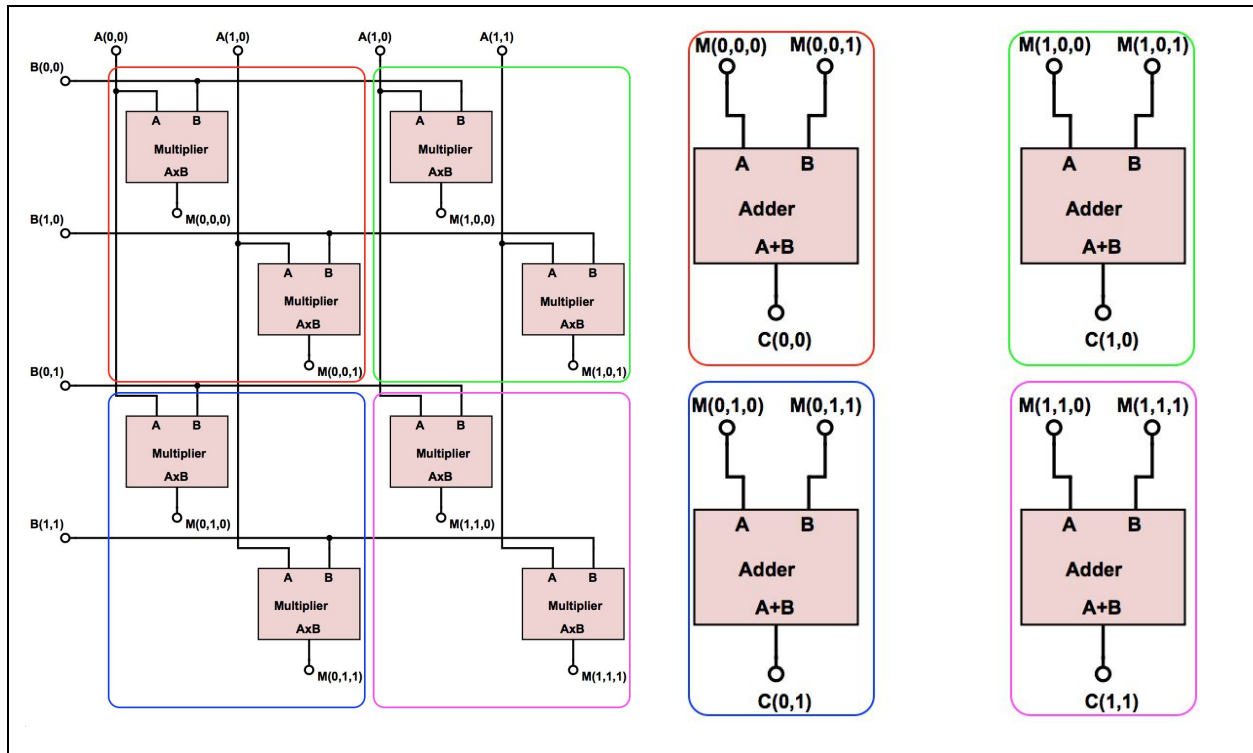 A(0,0) A(1,0) A(1,0) A(1,1)
B(0,0)
A B
Multiplier
AxB
M(0,0,0)
A B
Multiplier
AxB
M(1,0,0)
B(1,0)
A B
Multiplier
AxB
M(0,0,1)
A B
Multiplier
AxB
M(1,0,1)
B(0,1)
A B
Multiplier
AxB
M(0,1,0)
A B
Multiplier
AxB
M(1,1,0)
B(1,1)
A B
Multiplier
AxB
M(0,1,1)
A B
Multiplier
AxB
M(1,1,1)
M(0,0,0) M(0,0,1)
A B
Adder
A+B
C(0,0)
M(1,0,0) M(1,0,1)
A B
Adder
A+B
C(1,0)
M(0,1,0) M(0,1,1)
A B
Adder
A+B
C(0,1)
M(1,1,0) M(1,1,1)
A B
Adder
A+B
C(1,1)